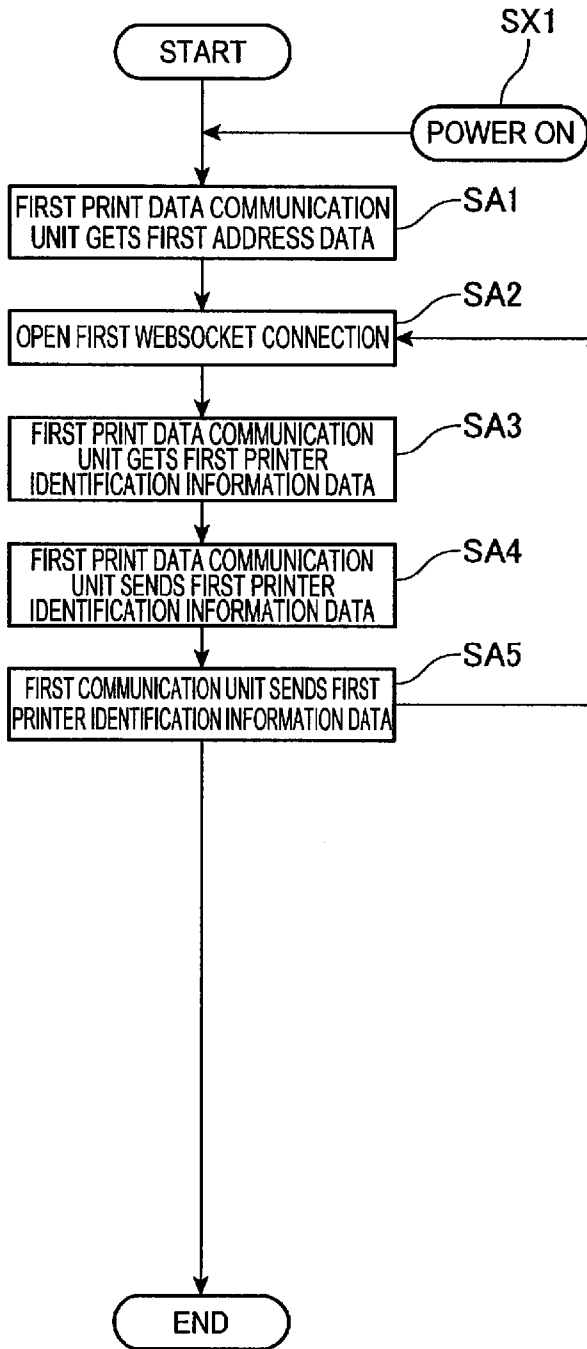 START
SX1
POWER ON
FIRST PRINT DATA COMMUNICATION
UNIT GETS FIRST ADDRESS DATA
SA1
OPEN FIRST WEBSOCKET CONNECTION
SA2
FIRST PRINT DATA COMMUNICATION
UNIT GETS FIRST PRINTER
IDENTIFICATION INFORMATION DATA
SA3
FIRST PRINT DATA COMMUNICATION
UNIT SENDS FIRST PRINTER
IDENTIFICATION INFORMATION DATA
SA4
FIRST COMMUNICATION UNIT SENDS FIRST
PRINTER IDENTIFICATION INFORMATION DATA
SA5
END